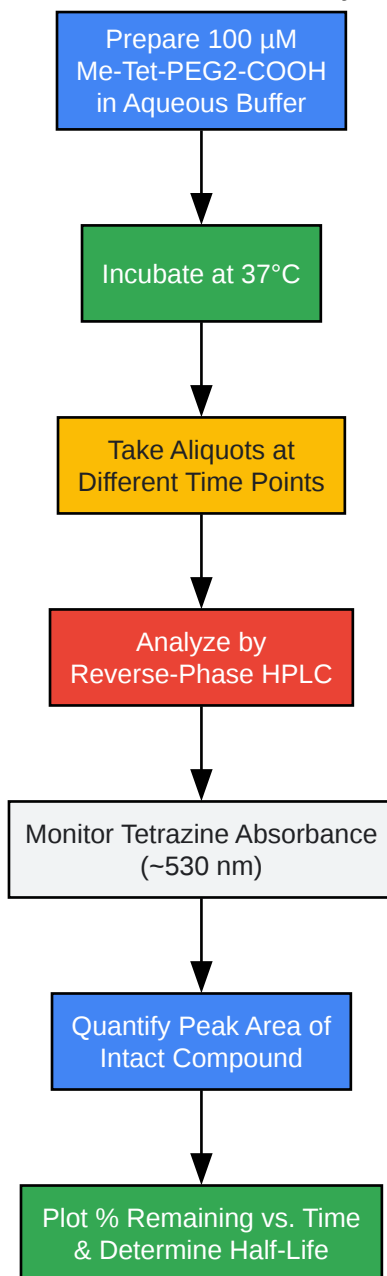 Prepare 100 µM
Me-Tet-PEG2-COOH
in Aqueous Buffer
Incubate at 37°C
Take Aliquots at
Different Time Points
Analyze by
Reverse-Phase HPLC
Monitor Tetrazine Absorbance
(~530 nm)
Quantify Peak Area of
Intact Compound
Plot % Remaining vs. Time
& Determine Half-Life